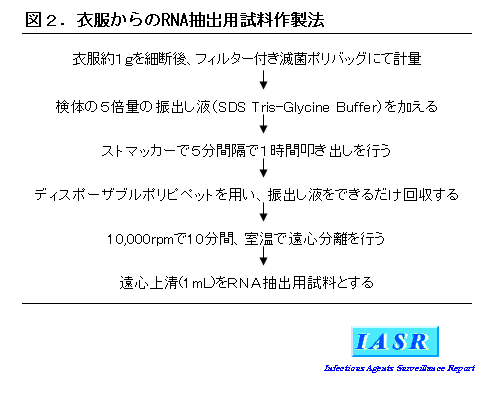 図２．衣服からのRNA抽出用試料作製法
衣服約1gを細断後、フィルター付き滅菌ポリバッグにて計量
検体の５倍量の振出し液（SDS Tris-Glycine Buffer）を加える
ストマッカーで５分間隔で１時間叩き出しを行う
ディスポーザブルポリピペットを用い、振出し液をできるだけ回収する
10,000rpmで10分間、室温で遠心分離を行う
遠心上清(1mL)をＲＮＡ抽出用試料とする
IASR
Infectious Agents Surveillance Report